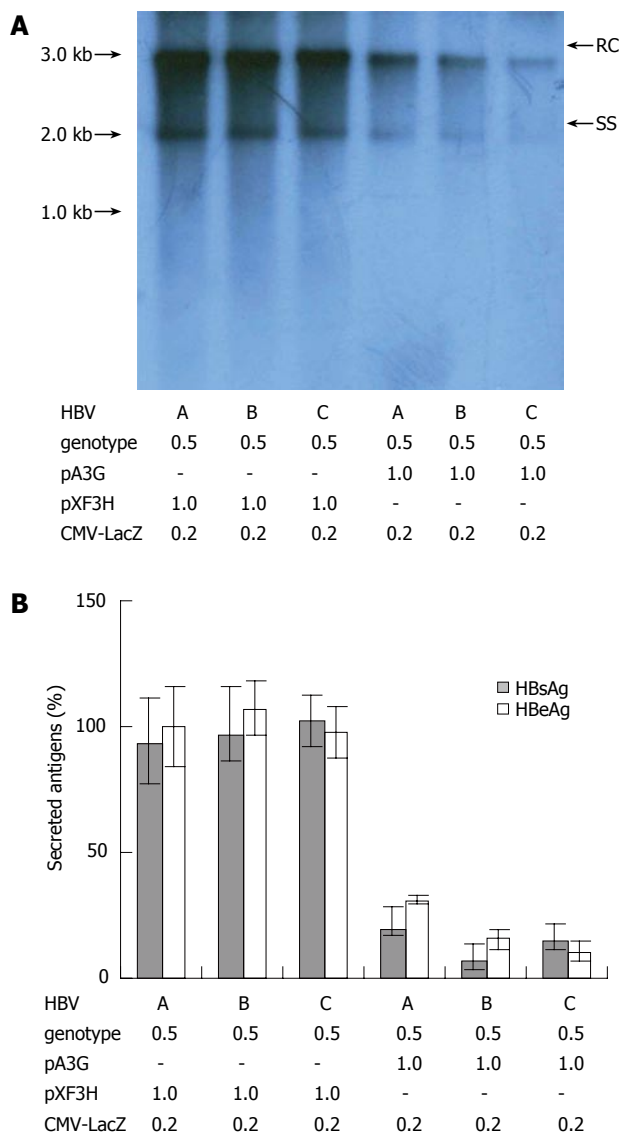 A
3.0 kb
RC
2.0 kb
SS
1.0 kb
HBV A B C A B C
genotype 0.5 0.5 0.5 0.5 0.5 0.5
pA3G - - - 1.0 1.0 1.0
pXF3H 1.0 1.0 1.0 - - -
CMV-LacZ 0.2 0.2 0.2 0.2 0.2 0.2
B
150
100
50
0
Secreted antigens (%)
HBsAg
HBeAg
HBV A B C A B C
genotype 0.5 0.5 0.5 0.5 0.5 0.5
pA3G - - - 1.0 1.0 1.0
pXF3H 1.0 1.0 1.0 - - -
CMV-LacZ 0.2 0.2 0.2 0.2 0.2 0.2